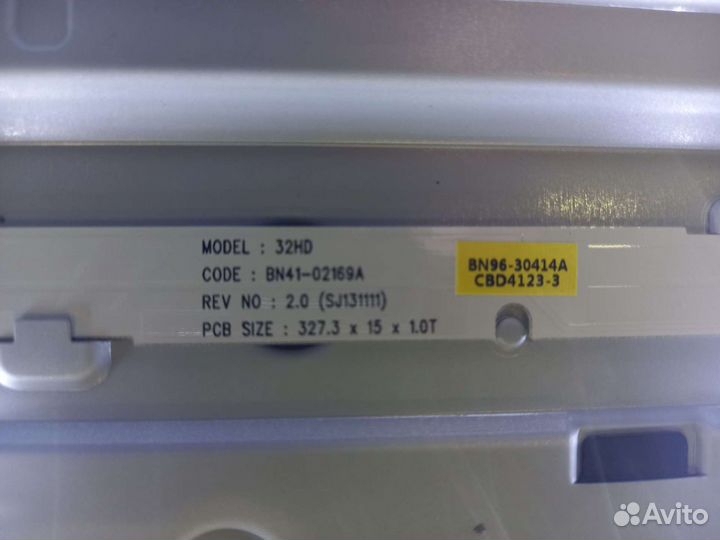 MODEL : 32HD
CODE : BN41-02169A
REV NO : 2.0 (SJ131111)
PCB SIZE : 327.3 x 15 x 1.0T
BN96-30414A
CBD4123-3
Avito